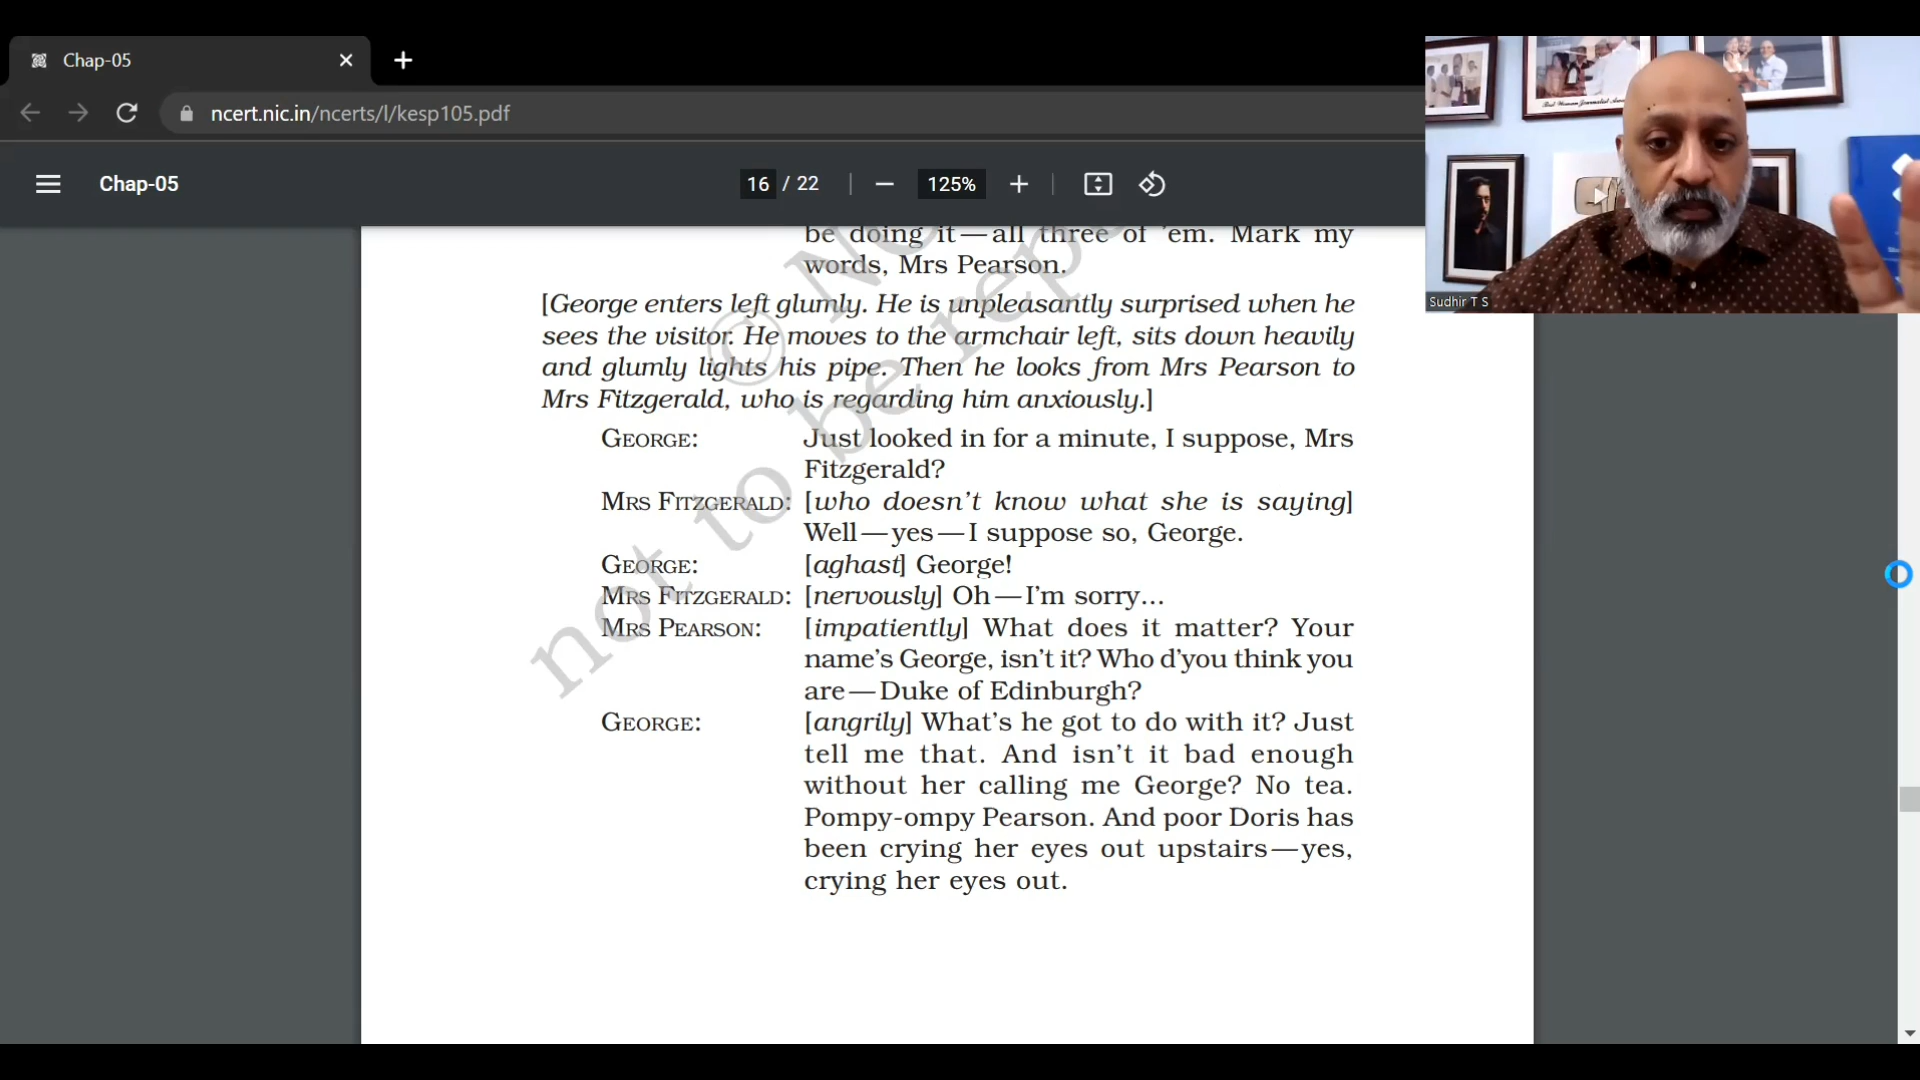 Chap-05
ncert.nic.in/ncerts/l/kesp105.pdf
Chap-05
16 / 22
125%
be doing it—all three of 'em. Mark my
words, Mrs Pearson.
[George enters left glumly. He is unpleasantly surprised when he
sees the visitor. He moves to the armchair left, sits down heavily
and glumly lights his pipe. Then he looks from Mrs Pearson to
Mrs Fitzgerald, who is regarding him anxiously.]
GEORGE: Just looked in for a minute, I suppose, Mrs
Fitzgerald?
MRS FITZGERALD: [who doesn't know what she is saying]
Well—yes—I suppose so, George.
GEORGE: [aghast] George!
MRS FITZGERALD: [nervously] Oh—I'm sorry...
MRS PEARSON: [impatiently] What does it matter? Your
name's George, isn't it? Who d'you think you
are—Duke of Edinburgh?
GEORGE: [angrily] What's he got to do with it? Just
tell me that. And isn't it bad enough
without her calling me George? No tea.
Pompy-ompy Pearson. And poor Doris has
been crying her eyes out upstairs—yes,
crying her eyes out.
not to be rep
Sudhir T S